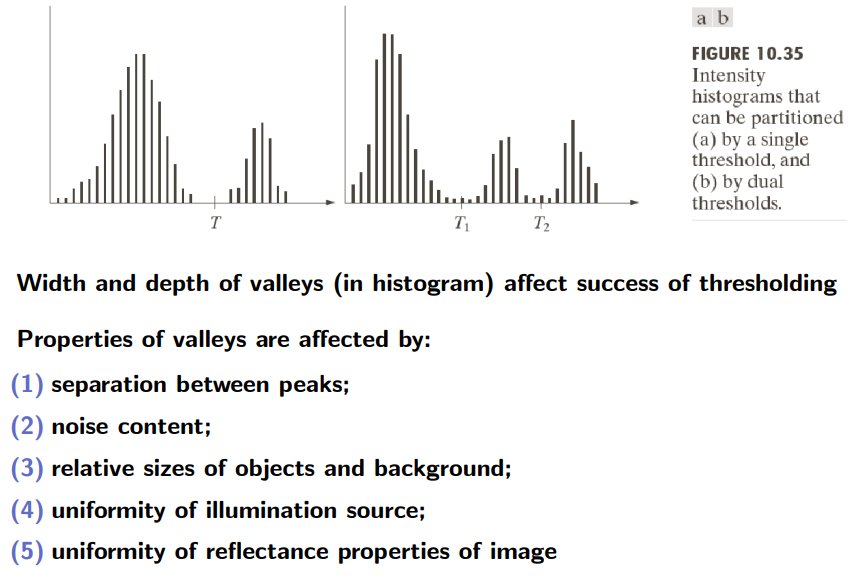 T
T1
T2
a b
FIGURE 10.35
Intensity
histograms that
can be partitioned
(a) by a single
threshold, and
(b) by dual
thresholds.
Width and depth of valleys (in histogram) affect success of thresholding
Properties of valleys are affected by:
(1) separation between peaks;
(2) noise content;
(3) relative sizes of objects and background;
(4) uniformity of illumination source;
(5) uniformity of reflectance properties of image